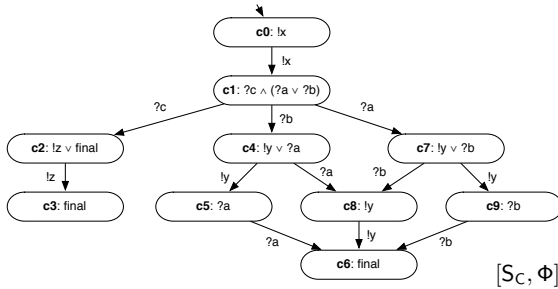 c0: !x
!x
c1: ?c ∧ (?a ∨ ?b)
?c
?b
?a
c2: !z ∨ final
c4: !y ∨ ?a
c7: !y ∨ ?b
!z
!y
?a
?b
!y
c3: final
c5: ?a
c8: !y
c9: ?b
?a
!y
?b
c6: final
[S_C, Φ]